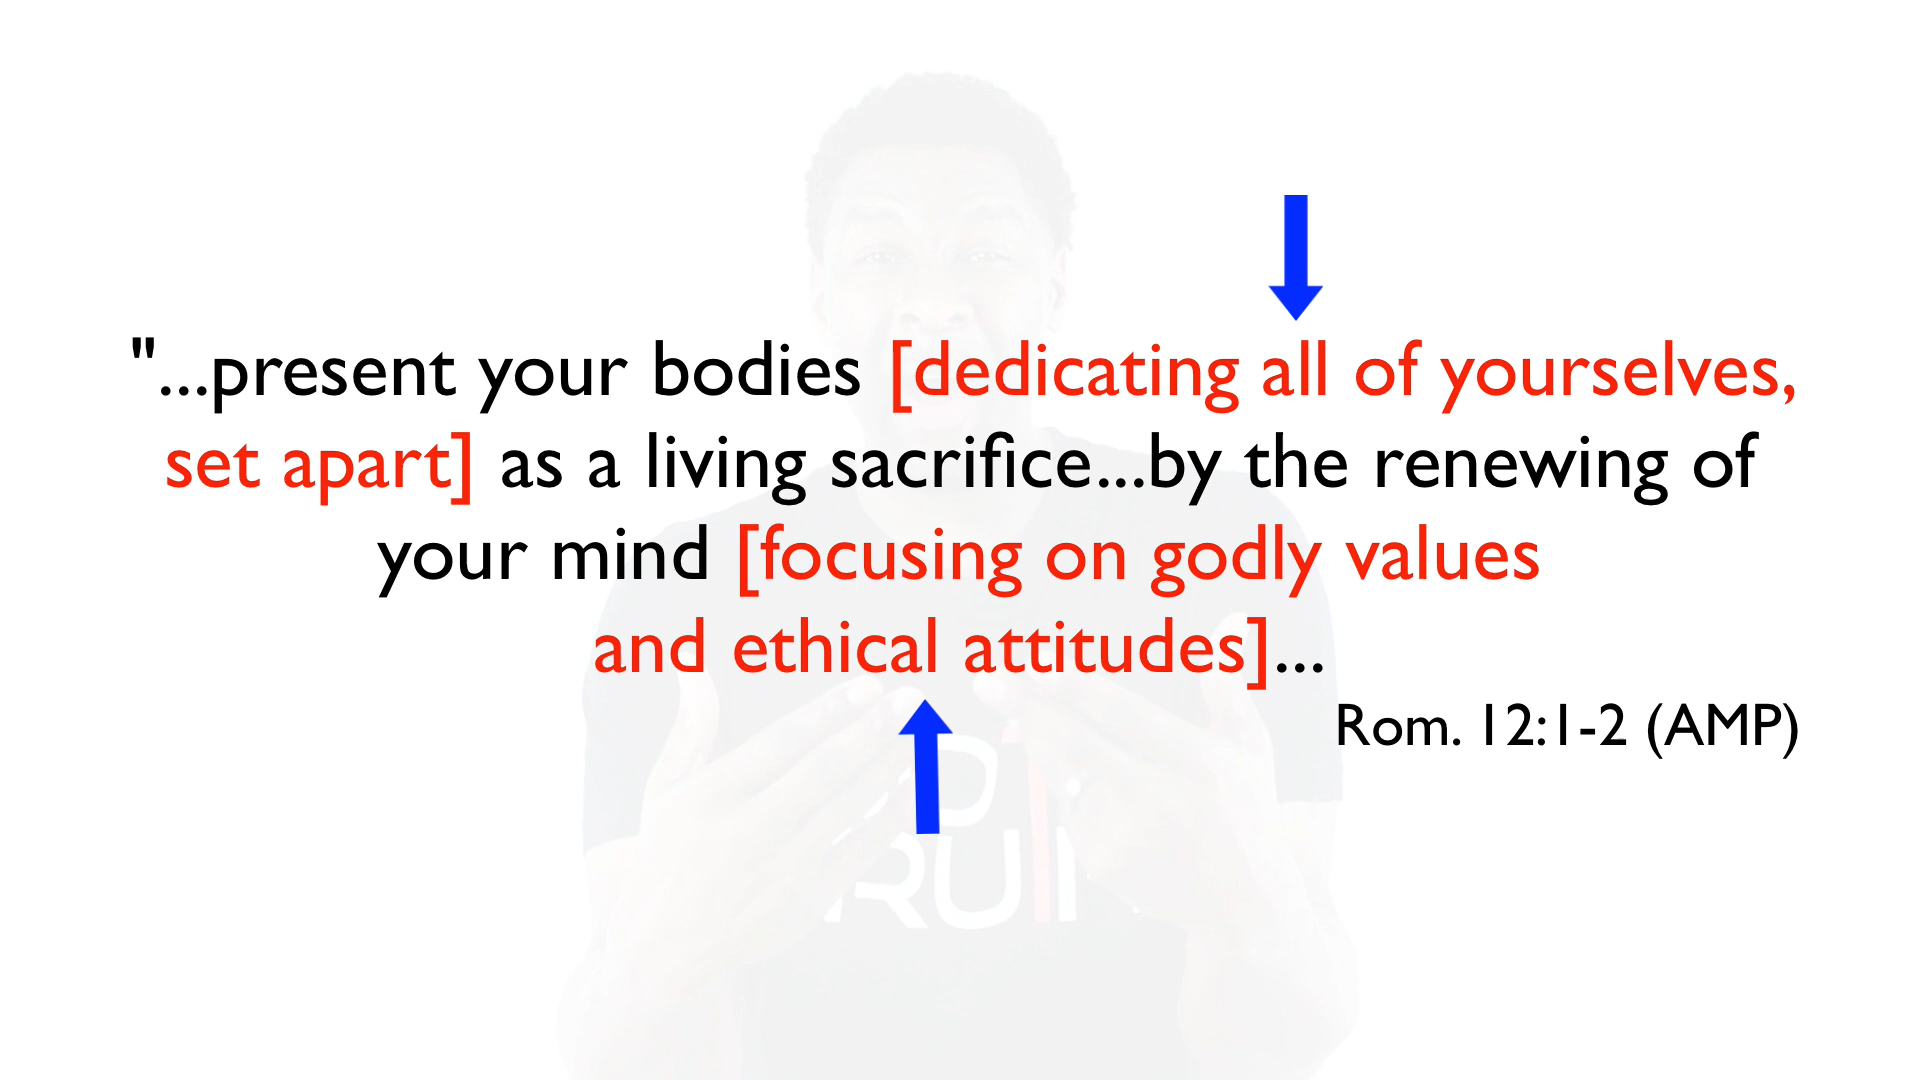 "...present your bodies [dedicating all of yourselves,
set apart] as a living sacrifice...by the renewing of
your mind [focusing on godly values
and ethical attitudes]...
Rom. 12:1-2 (AMP)